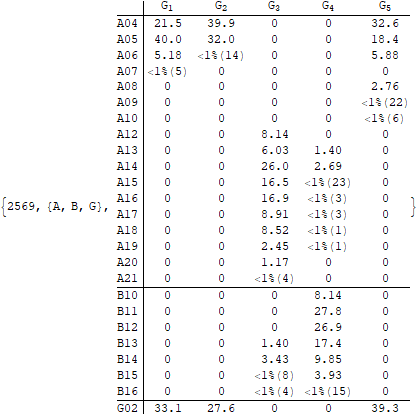 G1 G2 G3 G4 G5
A04 21.5 39.9 0 0 32.6
A05 40.0 32.0 0 0 18.4
A06 5.18 <1%(14) 0 0 5.88
A07 <1%(5) 0 0 0 0
A08 0 0 0 0 2.76
A09 0 0 0 0 <1%(22)
A10 0 0 0 0 <1%(6)
A12 0 0 8.14 0 0
A13 0 0 6.03 1.40 0
A14 0 0 26.0 2.69 0
A15 0 0 16.5 <1%(23) 0
{2569, {A, B, G}, A16 0 0 16.9 <1%(3) 0 }
A17 0 0 8.91 <1%(3) 0
A18 0 0 8.52 <1%(1) 0
A19 0 0 2.45 <1%(1) 0
A20 0 0 1.17 0 0
A21 0 0 <1%(4) 0 0
B10 0 0 0 8.14 0
B11 0 0 0 27.8 0
B12 0 0 0 26.9 0
B13 0 0 1.40 17.4 0
B14 0 0 3.43 9.85 0
B15 0 0 <1%(8) 3.93 0
B16 0 0 <1%(4) <1%(15) 0
G02 33.1 27.6 0 0 39.3